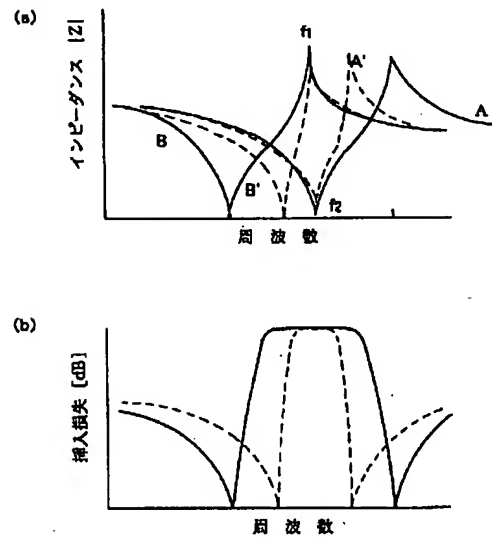 (a)
インピーダンス |Z|
f1
A'
A
B
B'
f2
周 波 数
(b)
挿入損失 [dB]
周 波 数